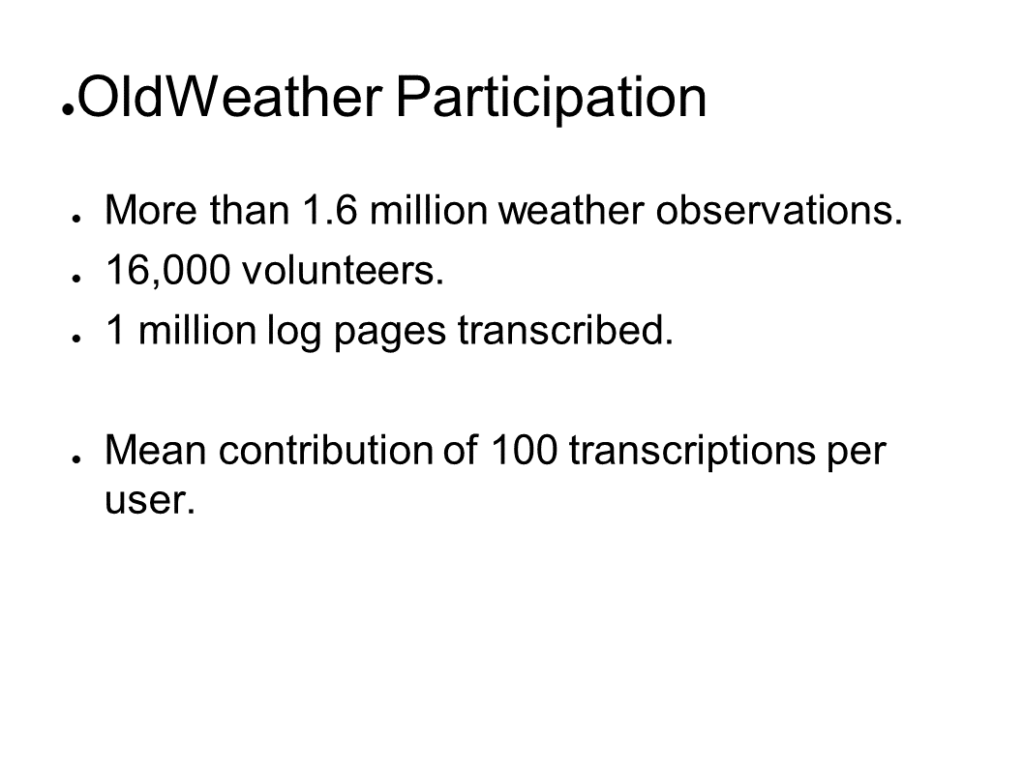 ●OldWeather Participation
● More than 1.6 million weather observations.
● 16,000 volunteers.
● 1 million log pages transcribed.
● Mean contribution of 100 transcriptions per
user.